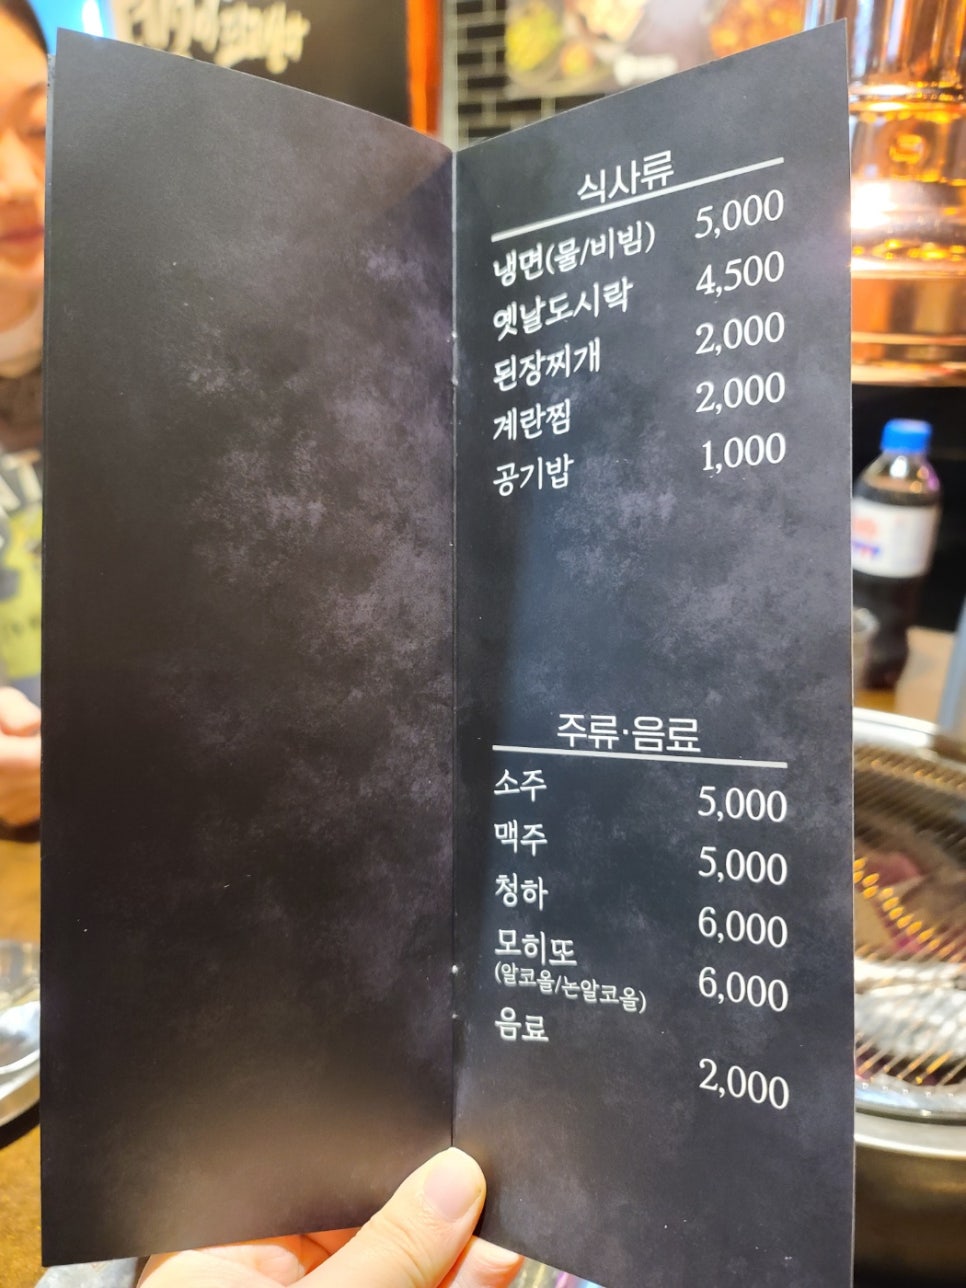 식사류
냉면(물/비빔) 5,000
옛날도시락 4,500
된장찌개 2,000
계란찜 2,000
공기밥 1,000
주류·음료
소주 5,000
맥주 5,000
청하 6,000
모히또 6,000
(알코올/논알코올)
음료 2,000